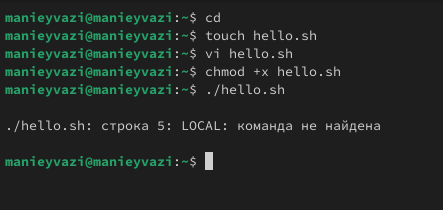 manieyvazi@manieyvazi:~$ cd
manieyvazi@manieyvazi:~$ touch hello.sh
manieyvazi@manieyvazi:~$ vi hello.sh
manieyvazi@manieyvazi:~$ chmod +x hello.sh
manieyvazi@manieyvazi:~$ ./hello.sh
./hello.sh: строка 5: LOCAL: команда не найдена
manieyvazi@manieyvazi:~$